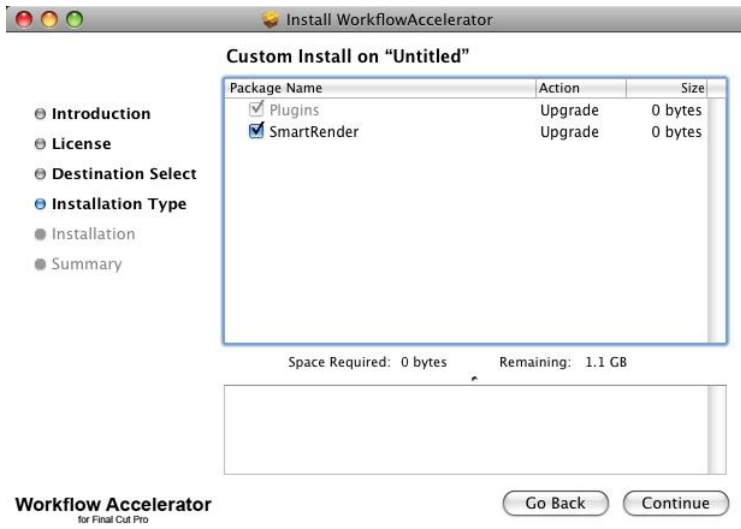 Install WorkflowAccelerator
Custom Install on “Untitled”
Introduction
License
Destination Select
Installation Type
Installation
Summary
Package Name Action Size
Plugins Upgrade 0 bytes
SmartRender Upgrade 0 bytes
Space Required: 0 bytes Remaining: 1.1 GB
Workflow Accelerator
for Final Cut Pro
Go Back Continue